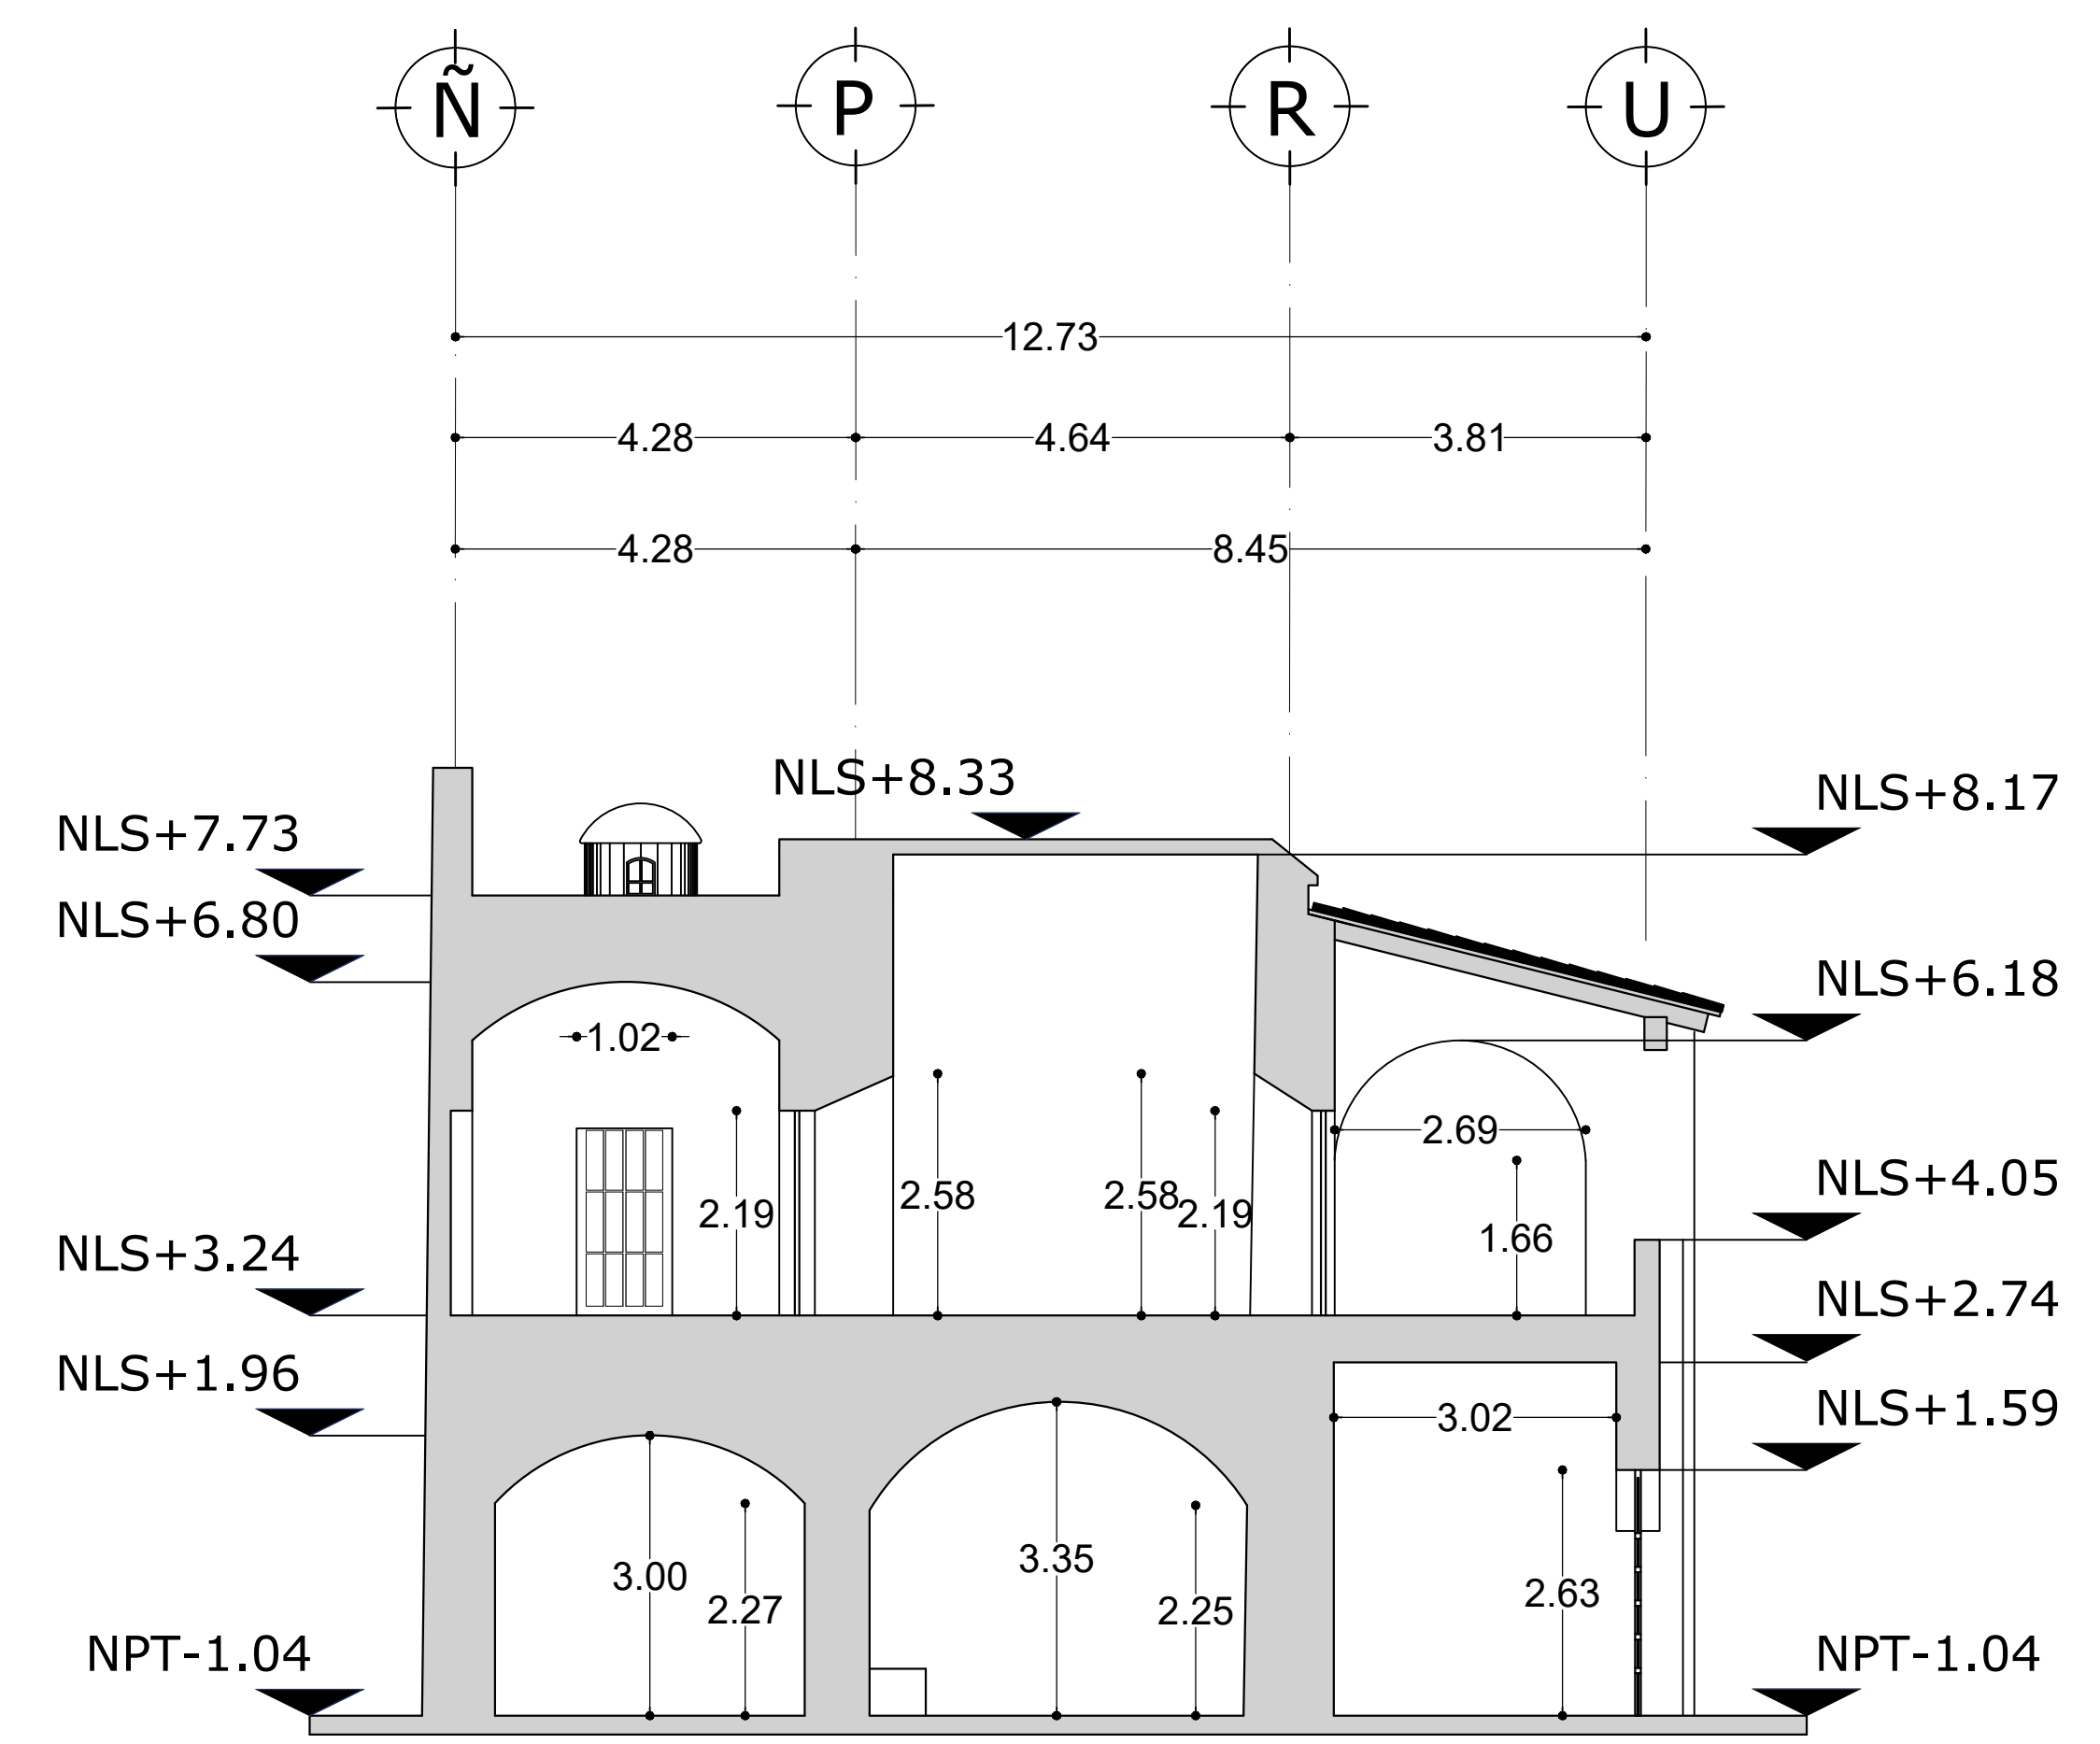 Ñ P R U
12.73
4.28 4.64 3.81
4.28 8.45
NLS+8.33
NLS+8.17
NLS+7.73
NLS+6.80
NLS+6.18
1.02
2.69
NLS+4.05
2.19 2.58 2.58 2.19 1.66
NLS+3.24
NLS+2.74
NLS+1.96
NLS+1.59
3.02
3.00 2.27 3.35 2.25 2.63
NPT-1.04
NPT-1.04